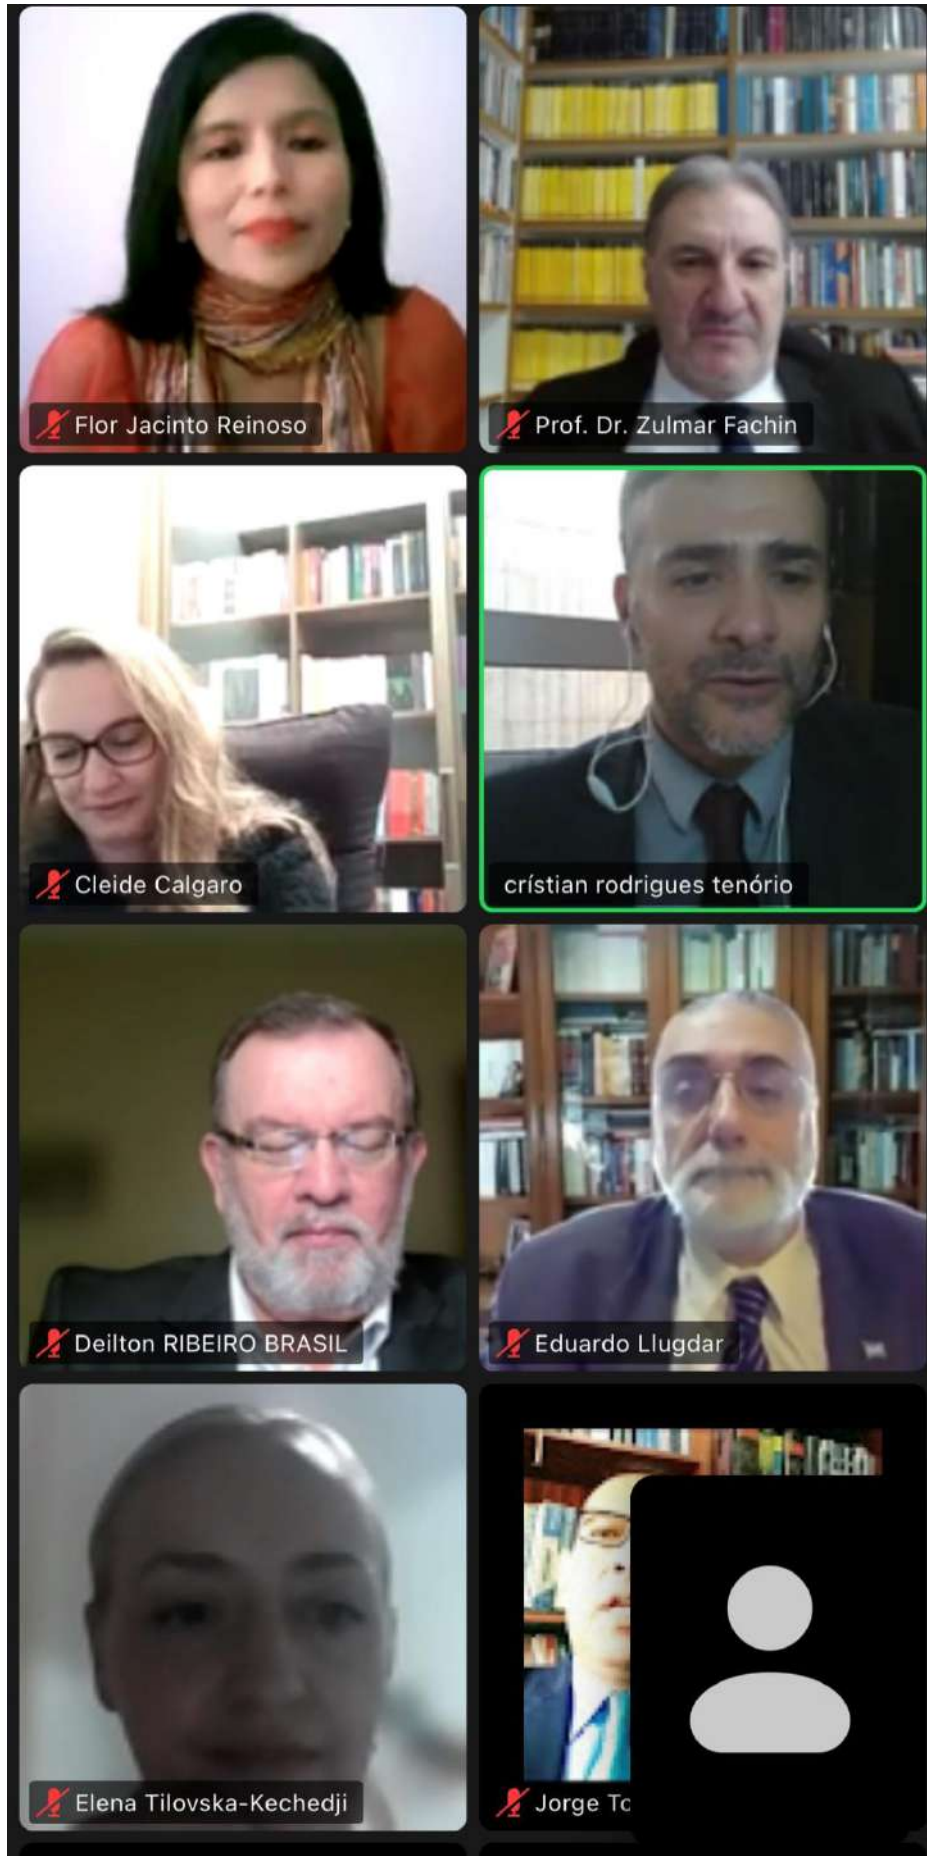 Flor Jacinto Reinoso
Prof. Dr. Zulmar Fachin
Cleide Calgaro
crístian rodrigues tenório
Deilton RIBEIRO BRASIL
Eduardo Llugdar
Elena Tilovska-Kechedji
Jorge